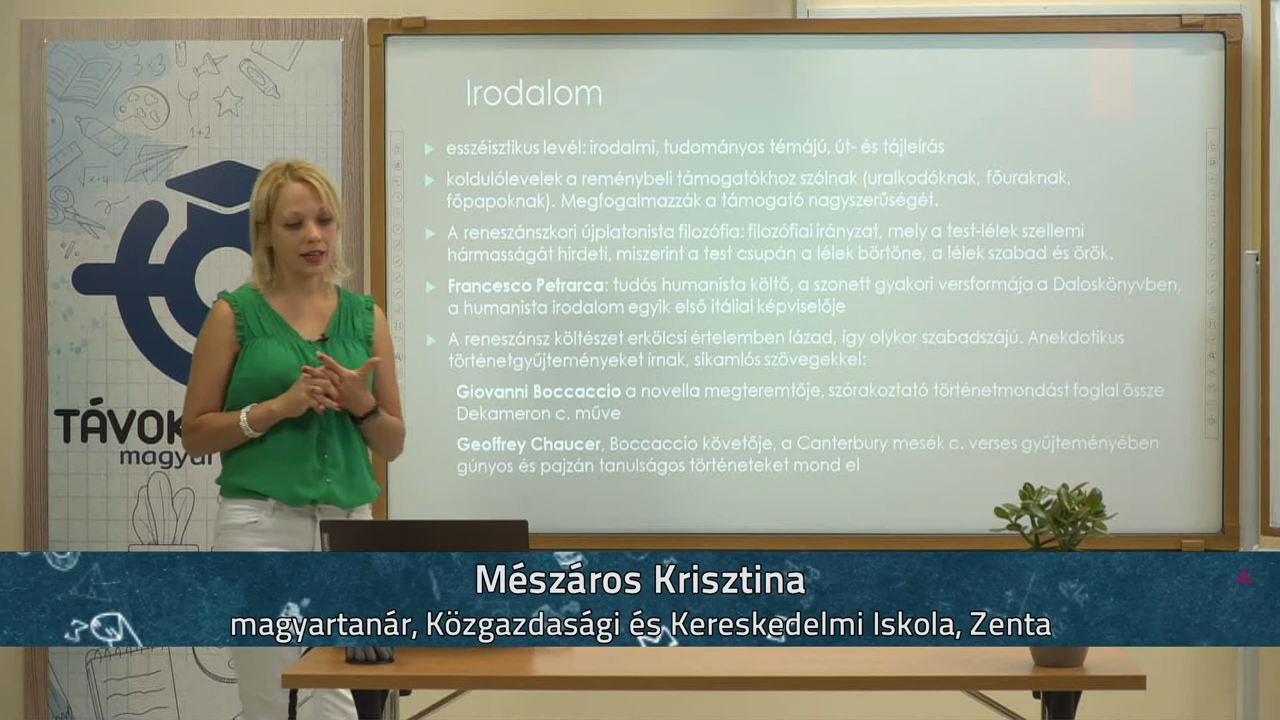 Irodalom
esszéisztikus levél: irodalmi, tudományos témájú, út- és tájleírás
koldulólevelek a reménybeli támogatókhoz szólnak (uralkodóknak, főuraknak,
főpapoknak). Megfogalmazzák a támogató nagyszerűségét.
A reneszánszkori újplatonista filozófia: filozófiai irányzat, mely a test-lélek szellemi
hármasságát hirdeti, miszerint a test csupán a lélek börtöne, a lélek szabad és örök.
Francesco Petrarca: tudós humanista költő, a szonett gyakori versformája a Daloskönyvben,
a humanista irodalom egyik első itáliai képviselője
A reneszánsz költészet erkölcsi értelemben lázad, így olykor szabadszájú. Anekdotikus
történetgyűjteményeket írnak, sikamlós szövegekkel:
Giovanni Boccaccio a novella megteremtője, szórakoztató történetmondást foglal össze
Dekameron c. műve
Geoffrey Chaucer, Boccaccio követője, a Canterbury mesék c. verses gyűjteményében
gúnyos és pajzán tanulságos történeteket mond el
3×3
1+2
√x=4
TÁVOK
magyar
Mészáros Krisztina
magyartanár, Közgazdasági és Kereskedelmi Iskola, Zenta